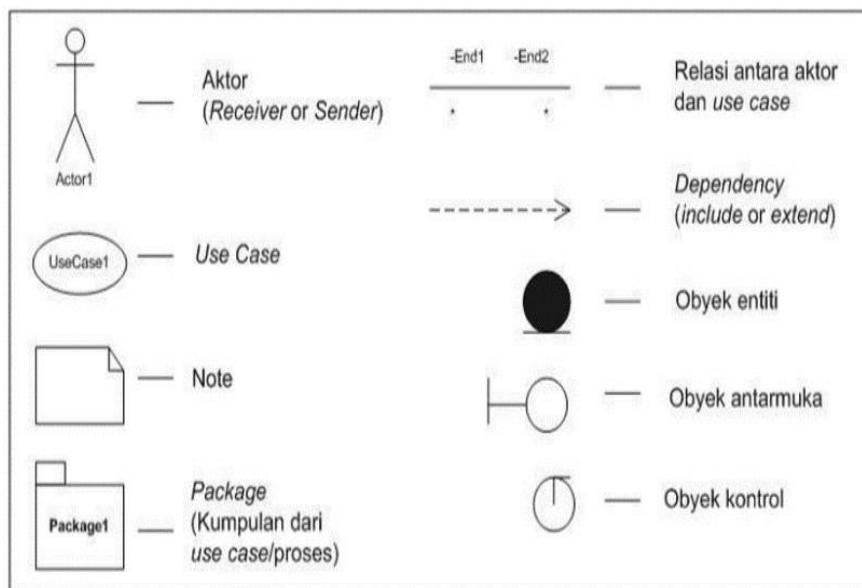 Aktor
(Receiver or Sender)
Actor1
UseCase1
Use Case
Note
Package1
Package
(Kumpulan dari
use case/proses)
-End1 -End2
* *
Relasi antara aktor
dan use case
Dependency
(include or extend)
Obyek entiti
Obyek antarmuka
Obyek kontrol